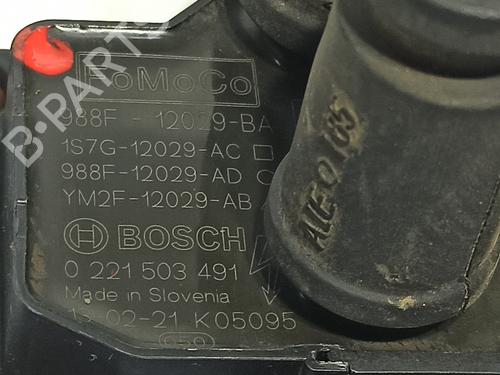 FoMoCo
988F - 12029-BA
1S7G-12029-AC
988F-12029-AD
YM2F-12029-AB
BOSCH
0 221 503 491
Made in Slovenia
02-21 K05095
050
B-PARTS